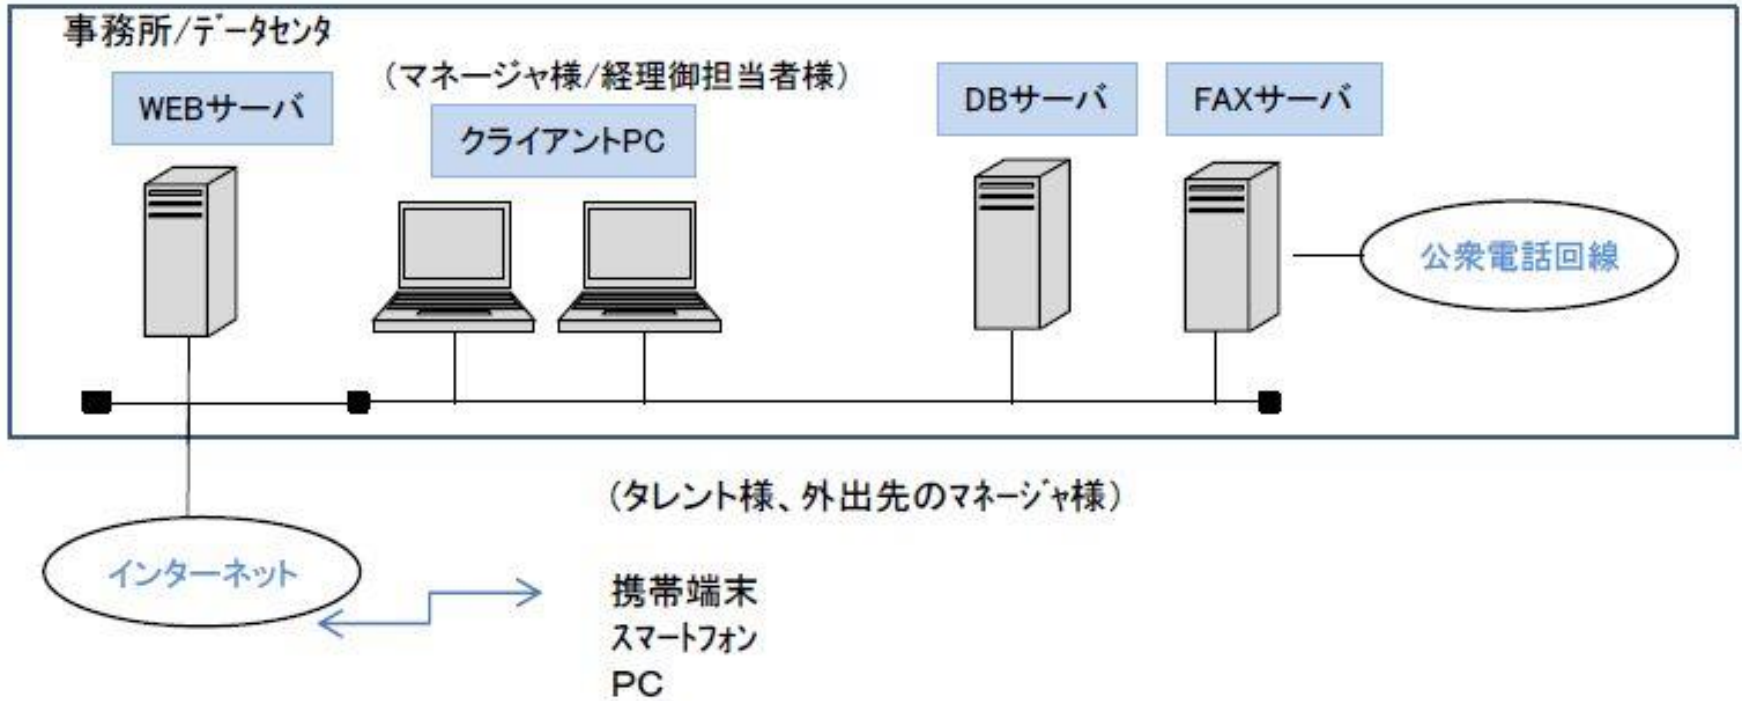 事務所/ﾃﾞｰﾀｾﾝﾀ
（マネージャ様/経理御担当者様）
WEBサーバ
クライアントPC
DBサーバ
FAXサーバ
公衆電話回線
（タレント様、外出先のﾏﾈｰｼﾞｬ様）
インターネット
携帯端末
ｽﾏｰﾄﾌｫﾝ
PC